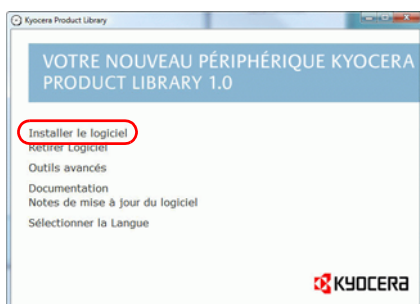 Kyocera Product Library
VOTRE NOUVEAU PÉRIPHÉRIQUE KYOCERA
PRODUCT LIBRARY 1.0
Installer le logiciel
Retirer Logiciel
Outils avancés
Documentation
Notes de mise à jour du logiciel
Sélectionner la Langue
KYOCERA